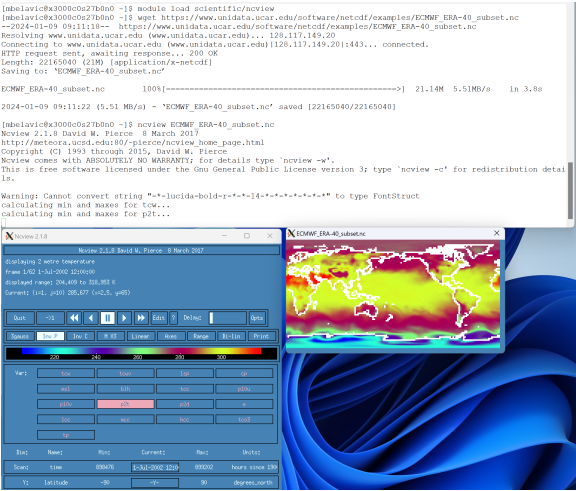 [mbelavic@x3000c0s27b0n0 ~]$ module load scientific/ncview
[mbelavic@x3000c0s27b0n0 ~]$ wget https://www.unidata.ucar.edu/software/netcdf/examples/ECMWF_ERA-40_subset.nc
--2024-01-09 09:11:18--  https://www.unidata.ucar.edu/software/netcdf/examples/ECMWF_ERA-40_subset.nc
Resolving www.unidata.ucar.edu (www.unidata.ucar.edu)... 128.117.149.20
Connecting to www.unidata.ucar.edu (www.unidata.ucar.edu)|128.117.149.20|:443... connected.
HTTP request sent, awaiting response... 200 OK
Length: 22165040 (21M) [application/x-netcdf]
Saving to: ‘ECMWF_ERA-40_subset.nc’
ECMWF_ERA-40_subset.nc 100%[=================================================>] 21.14M 5.51MB/s in 3.8s
2024-01-09 09:11:22 (5.51 MB/s) - ‘ECMWF_ERA-40_subset.nc’ saved [22165040/22165040]
[mbelavic@x3000c0s27b0n0 ~]$ ncview ECMWF_ERA-40_subset.nc
Ncview 2.1.8 David W. Pierce  8 March 2017
http://meteora.ucsd.edu:80/~pierce/ncview_home_page.html
Copyright (C) 1993 through 2015, David W. Pierce
Ncview comes with ABSOLUTELY NO WARRANTY; for details type `ncview -w'.
This is free software licensed under the Gnu General Public License version 3; type `ncview -c' for redistribution detai
ls.
Warning: Cannot convert string "-*-lucida-bold-r-*-*-14-*-*-*-*-*-*-*" to type FontStruct
calculating min and maxes for tcw...
calculating min and maxes for p2t...
Ncview 2.1.8
Ncview 2.1.8 David W. Pierce  8 March 2017
displaying 2 metre temperature
frame 1/62 1-Jul-2002 12:00:00
displayed range: 204,409 to 318,953 K
Current: (i=1, j=10) 285,677 (x=2.5, y=65)
Quit ->1 Edit ? Delay: Opts
3gauss Inv P Inv C M X3 Linear Axes Range Bi-lin Print
220 240 260 280 300
Var: tcw tcwv lsp cp
msl blh tcc p10u
p10v p2t p2d e
lcc mcc hcc tco3
tp
Dim: Name: Min: Current: Max: Units:
Scan: time 898476 1-Jul-2002 12:0 899202 hours since 190
Y: latitude -90 -Y- 90 degrees_north
ECMWF_ERA-40_subset.nc